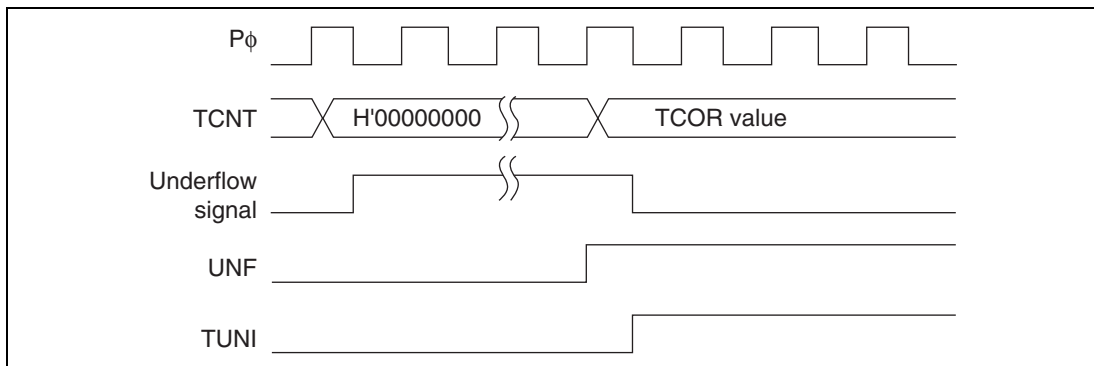 Pϕ
TCNT
H'00000000
TCOR value
Underflow
signal
UNF
TUNI